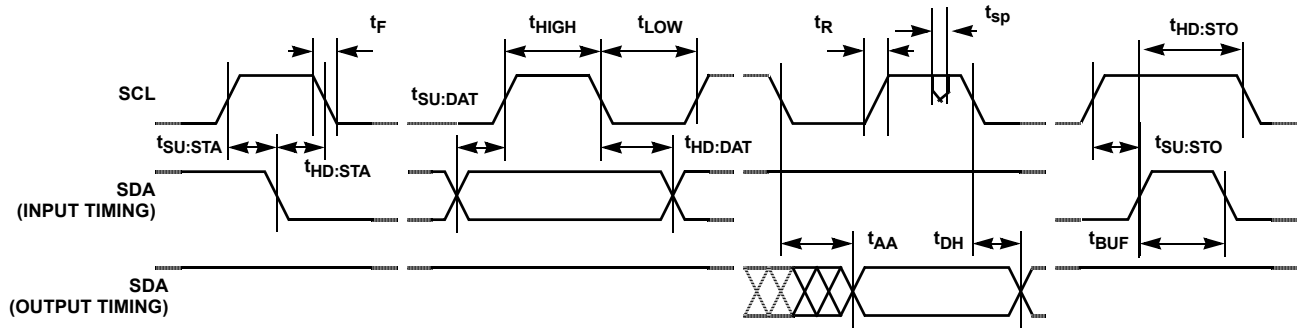 tF
tHIGH
tLOW
tR
tsp
tHD:STO
SCL
tSU:DAT
tSU:STA
tHD:STA
tHD:DAT
tSU:STO
SDA
(INPUT TIMING)
tAA
tDH
tBUF
SDA
(OUTPUT TIMING)